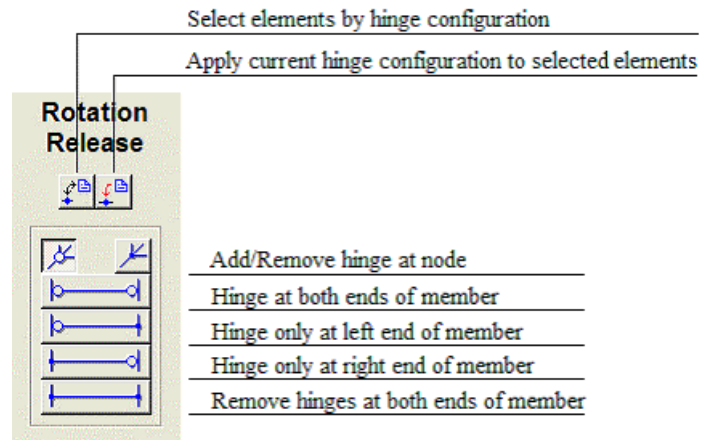 Select elements by hinge configuration
Apply current hinge configuration to selected elements
Rotation
Release
Add/Remove hinge at node
Hinge at both ends of member
Hinge only at left end of member
Hinge only at right end of member
Remove hinges at both ends of member